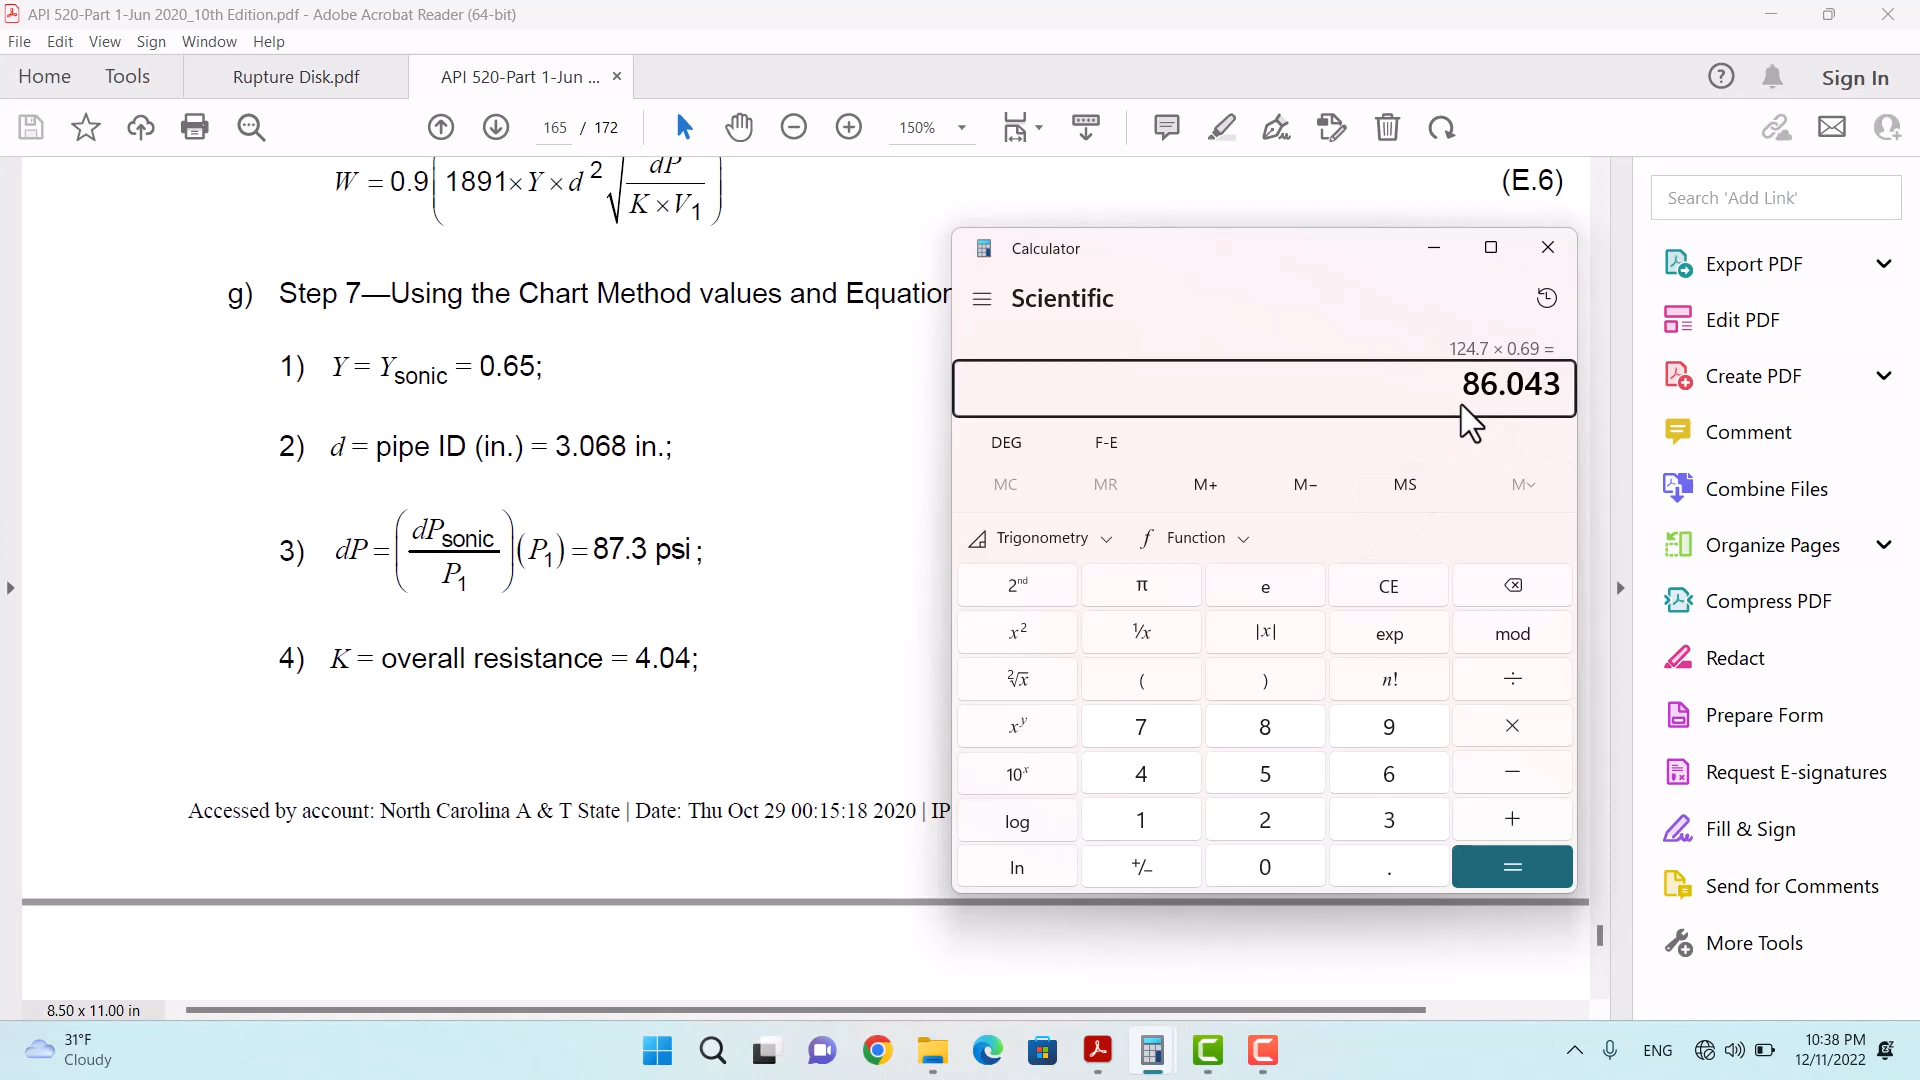 API 520-Part 1-Jun 2020_10th Edition.pdf - Adobe Acrobat Reader (64-bit)
File Edit View Sign Window Help
Home Tools Rupture Disk.pdf API 520-Part 1-Jun ... × Sign In
165 / 172 150%
W = 0.9 ( 1891 × Y × d² √ dP / K × V₁ ) (E.6)
g) Step 7—Using the Chart Method values and Equation
1) Y = Y sonic = 0.65;
2) d = pipe ID (in.) = 3.068 in.;
3) dP = ( dP sonic / P₁ ) (P₁) = 87.3 psi;
4) K = overall resistance = 4.04;
Accessed by account: North Carolina A & T State | Date: Thu Oct 29 00:15:18 2020 | IP
8.50 x 11.00 in
Calculator
Scientific
124.7 × 0.69 =
86.043
DEG F-E
MC MR M+ M− MS M˅
Trigonometry f Function
2ⁿᵈ π e CE
x² ¹/x |x| exp mod
²√x ( ) n! ÷
xʸ 7 8 9 ×
10ˣ 4 5 6 −
log 1 2 3 +
ln +/− 0 . =
Search 'Add Link'
Export PDF
Edit PDF
Create PDF
Comment
Combine Files
Organize Pages
Compress PDF
Redact
Prepare Form
Request E-signatures
Fill & Sign
Send for Comments
More Tools
31°F
Cloudy
ENG
10:38 PM
12/11/2022